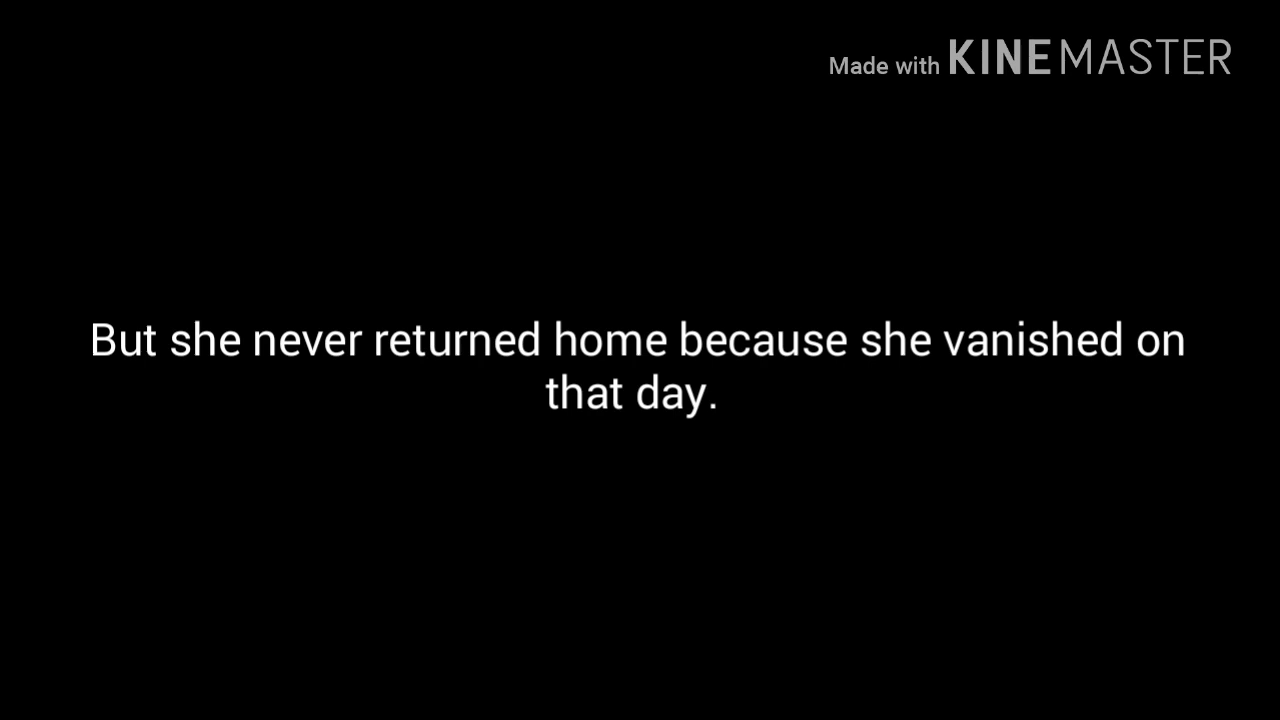 Made with KINEMASTER
But she never returned home because she vanished on
that day.